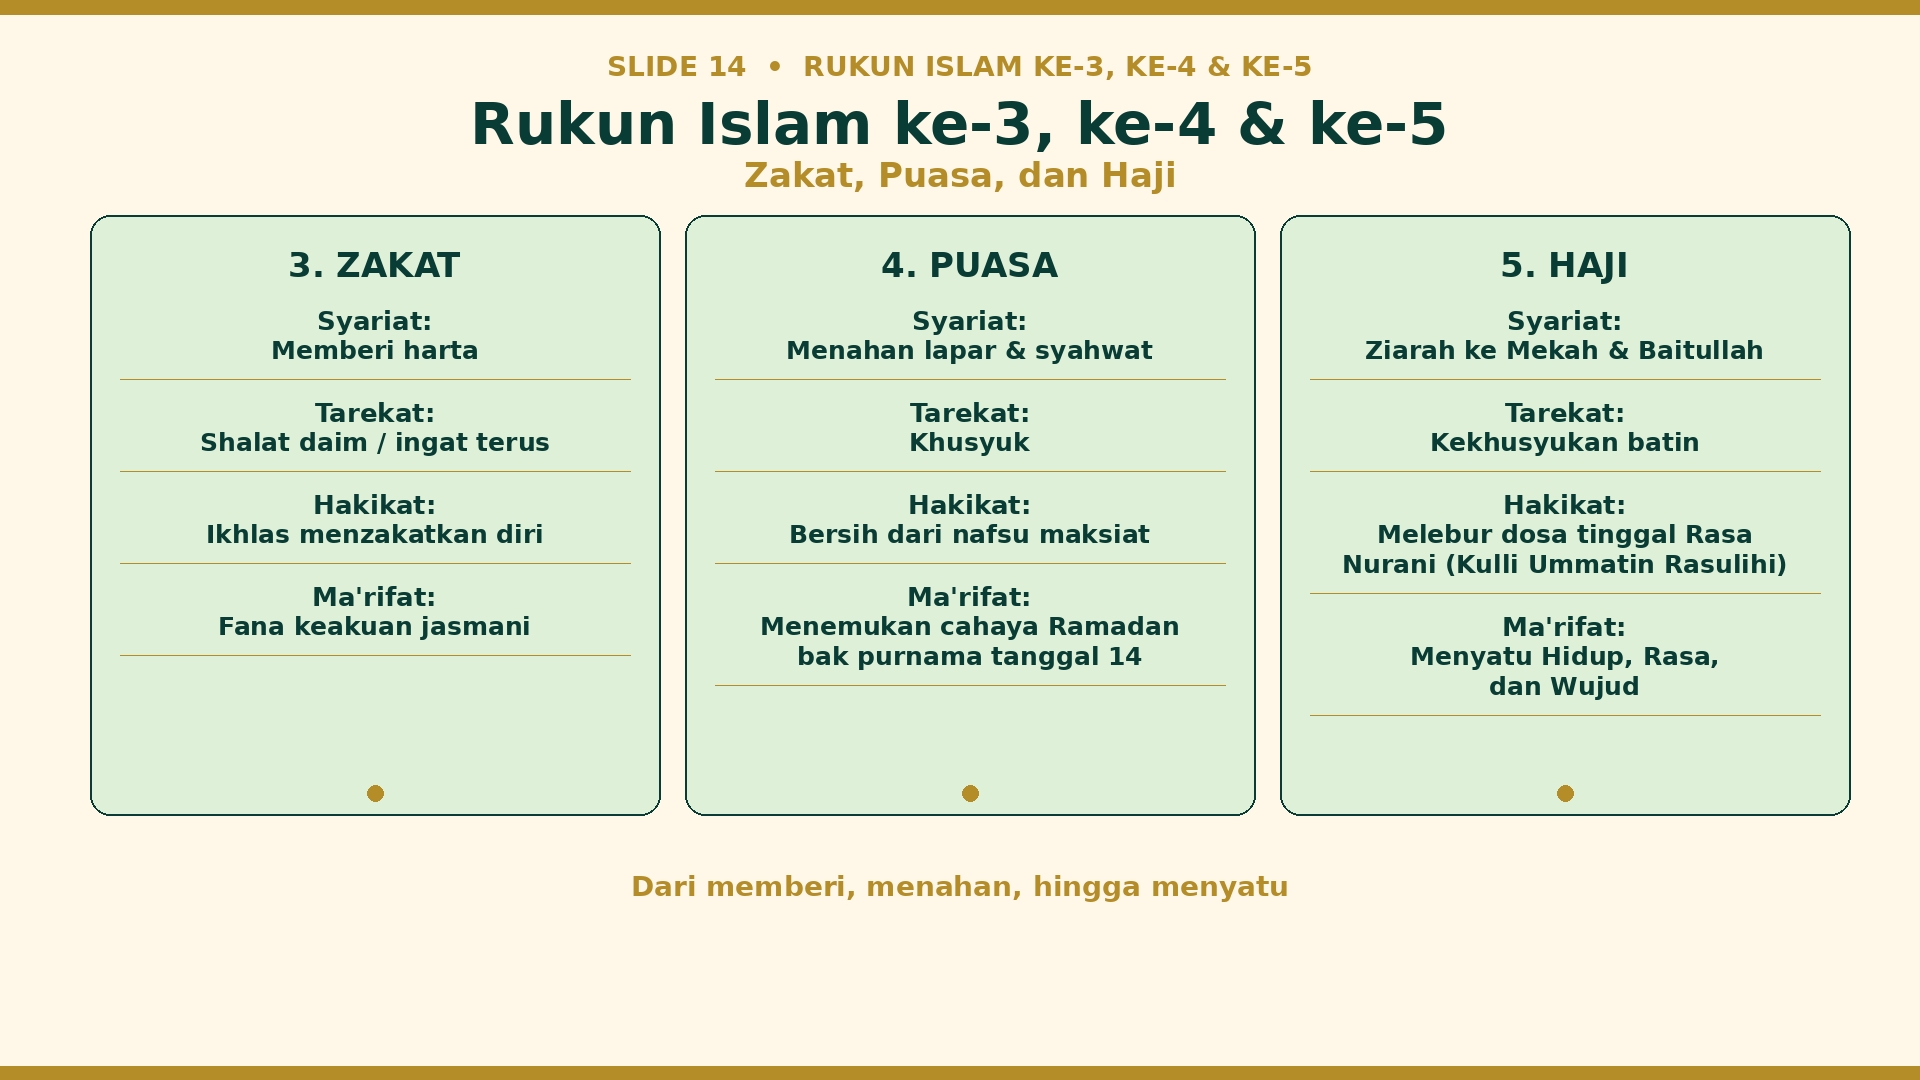 SLIDE 14 • RUKUN ISLAM KE-3, KE-4 & KE-5
Rukun Islam ke-3, ke-4 & ke-5
Zakat, Puasa, dan Haji
3. ZAKAT
Syariat:
Memberi harta
Tarekat:
Shalat daim / ingat terus
Hakikat:
Ikhlas menzakatkan diri
Ma'rifat:
Fana keakuan jasmani
4. PUASA
Syariat:
Menahan lapar & syahwat
Tarekat:
Khusyuk
Hakikat:
Bersih dari nafsu maksiat
Ma'rifat:
Menemukan cahaya Ramadan
bak purnama tanggal 14
5. HAJI
Syariat:
Ziarah ke Mekah & Baitullah
Tarekat:
Kekhusyukan batin
Hakikat:
Melebur dosa tinggal Rasa
Nurani (Kulli Ummatin Rasulihi)
Ma'rifat:
Menyatu Hidup, Rasa,
dan Wujud
Dari memberi, menahan, hingga menyatu